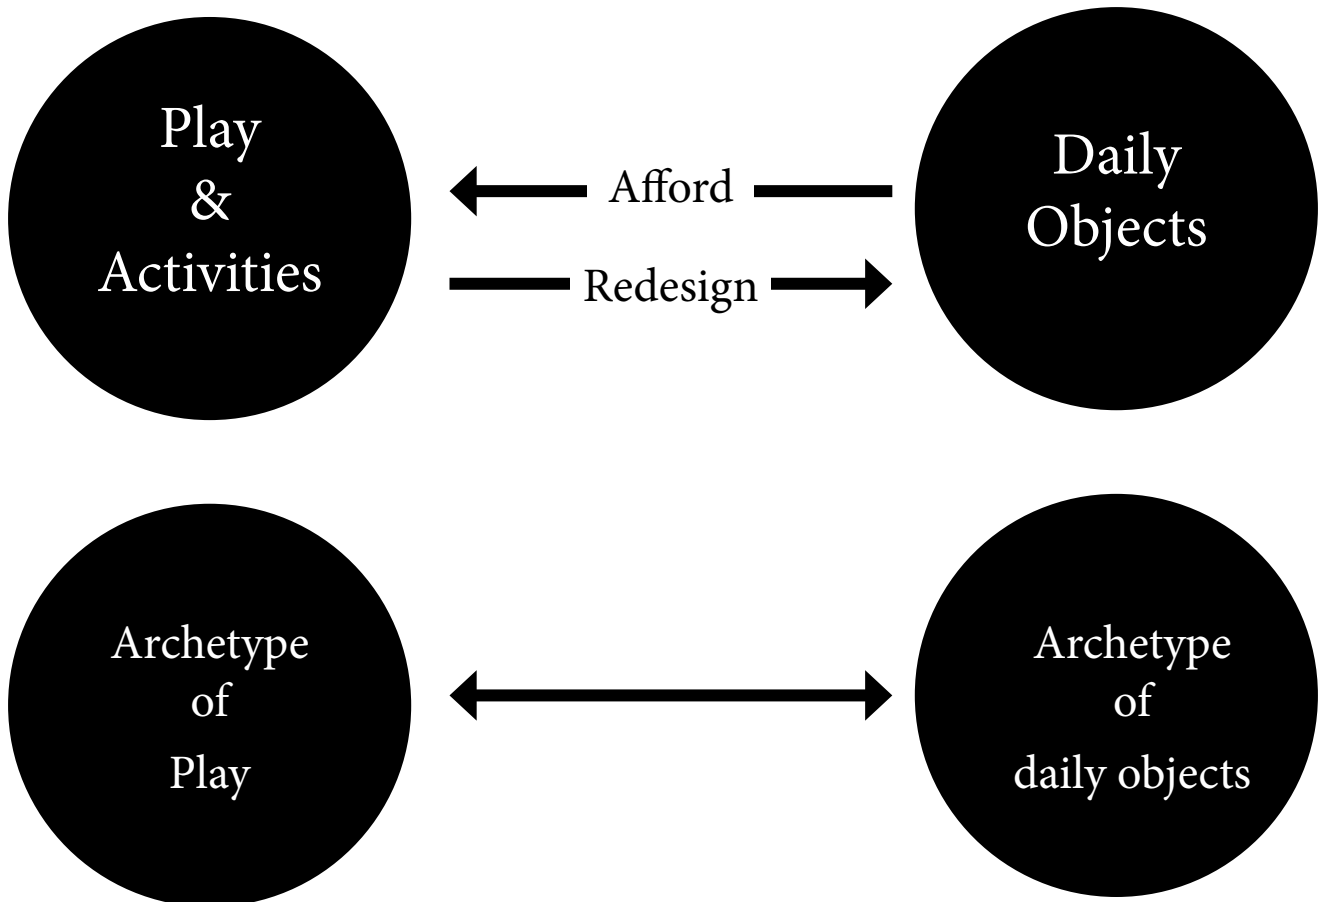 Play
&
Activities
Afford
Redesign
Daily
Objects
Archetype
of
Play
Archetype
of
daily objects